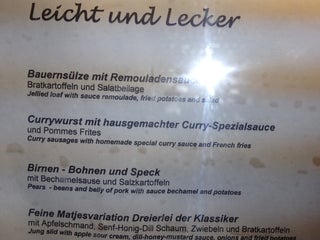 Leicht und Lecker
Bauernsülze mit Remouladensauce
Bratkartoffeln und Salatbeilage
Jellied loaf with sauce remoulade, fried potatoes and salad
Currywurst mit hausgemachter Curry-Spezialsauce
und Pommes Frites
Curry sausages with homemade special curry sauce and French fries
Birnen - Bohnen und Speck
mit Bechamelsauce und Salzkartoffeln
Pears - beans and belly of pork with sauce bechamel and potatoes
Feine Matjesvariation Dreierlei der Klassiker
mit Apfelschmand, Senf-Honig-Dill Schaum, Zwiebeln und Bratkartoffeln
Jung slid with apple sour cream, dill-honey-mustard sauce, onions and fried potatoes